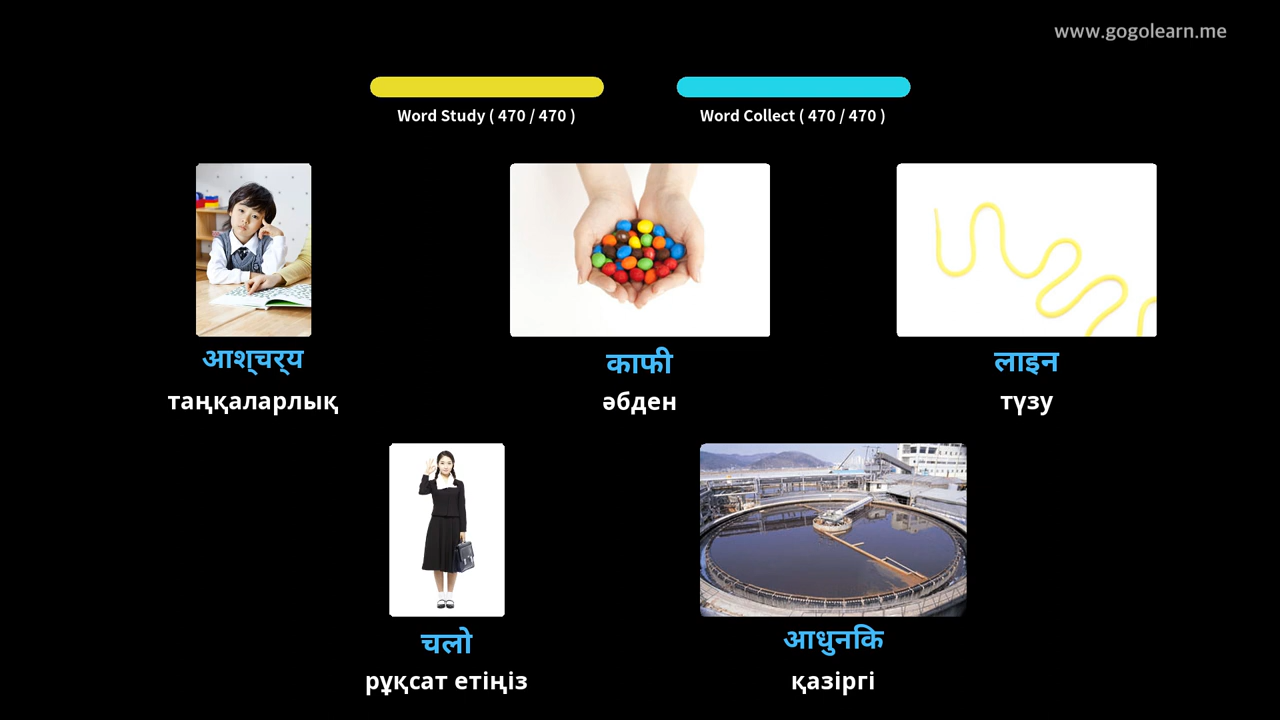 www.gogolearn.me
Word Study ( 470 / 470 )
Word Collect ( 470 / 470 )
आश्चर्य
काफी
लाइन
таңқаларлық
әбден
түзу
चलो
आधुनकि
рұқсат етіңіз
қазіргі